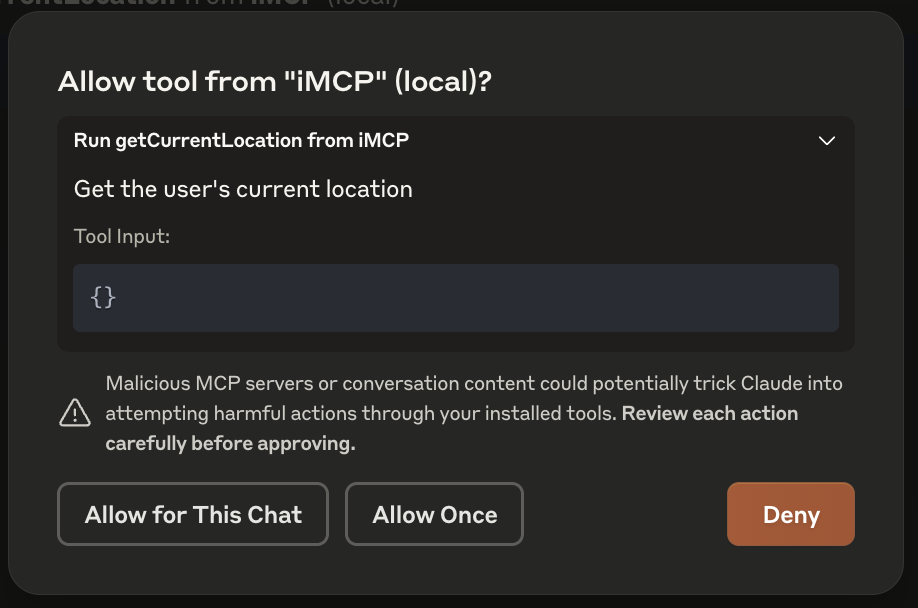 rentLocation from iMCP (local)
Allow tool from "iMCP" (local)?
Run getCurrentLocation from iMCP
Get the user's current location
Tool Input:
{}
Malicious MCP servers or conversation content could potentially trick Claude into
attempting harmful actions through your installed tools. Review each action
carefully before approving.
Allow for This Chat
Allow Once
Deny